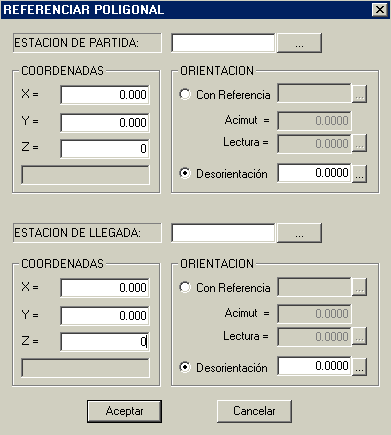 REFERENCIAR POLIGONAL
ESTACION DE PARTIDA: ...
COORDENADAS
X = 0.000
Y = 0.000
Z = 0
ORIENTACION
Con Referencia ...
Acimut = 0.0000
Lectura = 0.0000 ...
Desorientación 0.0000 ...
ESTACION DE LLEGADA: ...
COORDENADAS
X = 0.000
Y = 0.000
Z = 0
ORIENTACION
Con Referencia ...
Acimut = 0.0000
Lectura = 0.0000 ...
Desorientación 0.0000 ...
Aceptar Cancelar